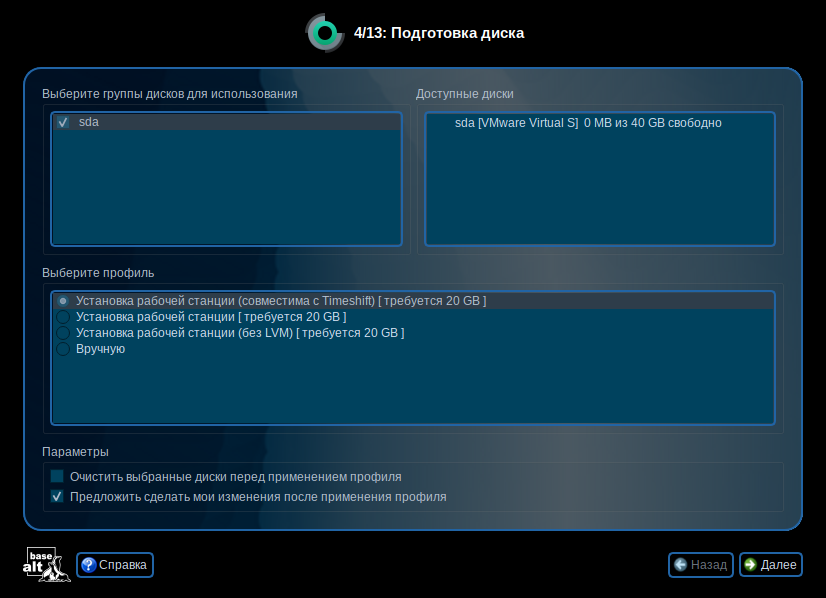 4/13: Подготовка диска
Выберите группы дисков для использования
Доступные диски
sda
sda [VMware Virtual S]  0 MB из 40 GB свободно
Выберите профиль
Установка рабочей станции (совместима с Timeshift) [ требуется 20 GB ]
Установка рабочей станции [ требуется 20 GB ]
Установка рабочей станции (без LVM) [ требуется 20 GB ]
Вручную
Параметры
Очистить выбранные диски перед применением профиля
Предложить сделать мои изменения после применения профиля
base
alt
Справка
Назад
Далее